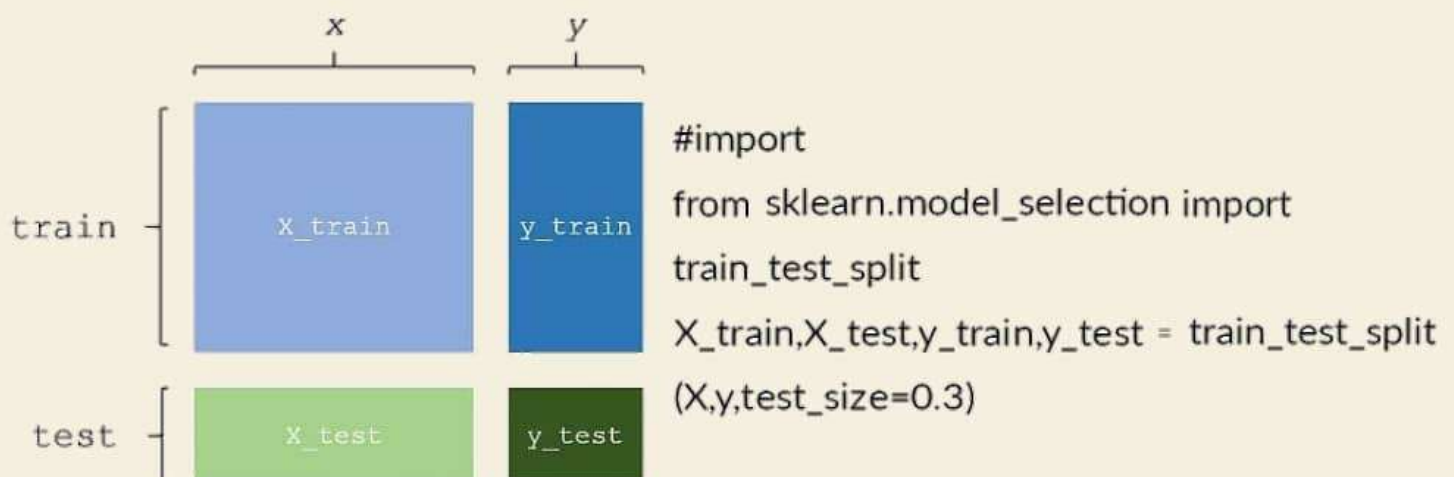 x
y
train
X_train
y_train
#import
from sklearn.model_selection import
train_test_split
X_train,X_test,y_train,y_test = train_test_split
(X,y,test_size=0.3)
test
X_test
y_test